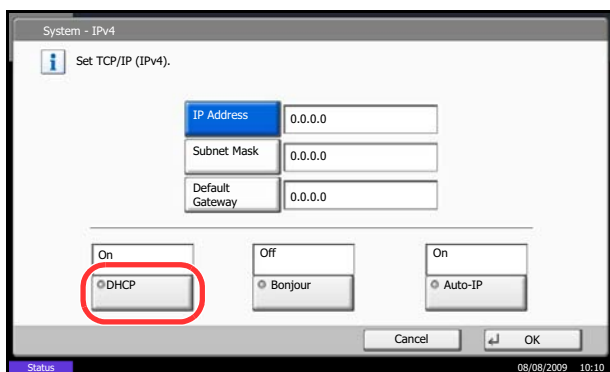 System - IPv4
Set TCP/IP (IPv4).
IP Address
0.0.0.0
Subnet Mask
0.0.0.0
Default
Gateway
0.0.0.0
On
Off
On
DHCP
Bonjour
Auto-IP
Cancel
OK
Status
08/08/2009 10:10